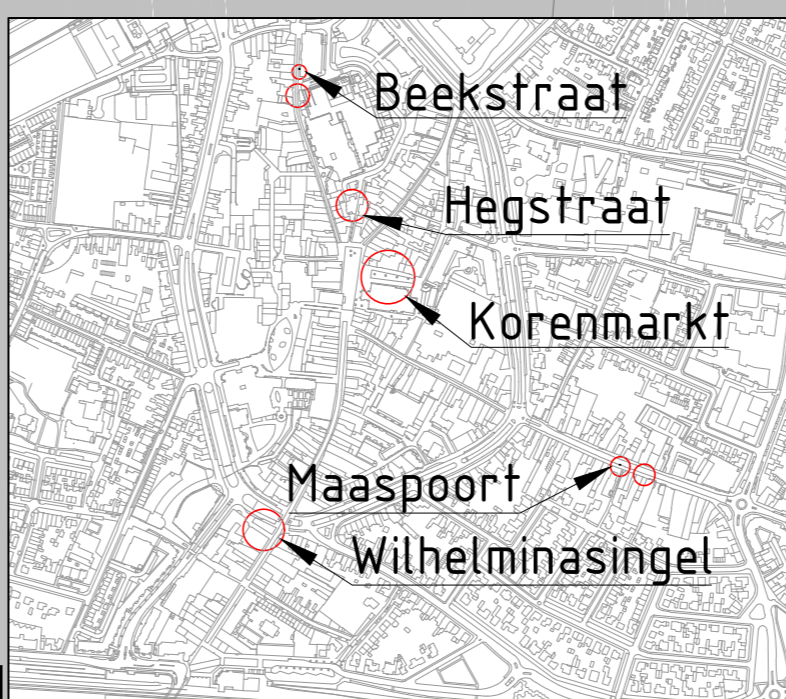 Beekstraat
Hegstraat
Korenmarkt
Maaspoort
Wilhelminasingel